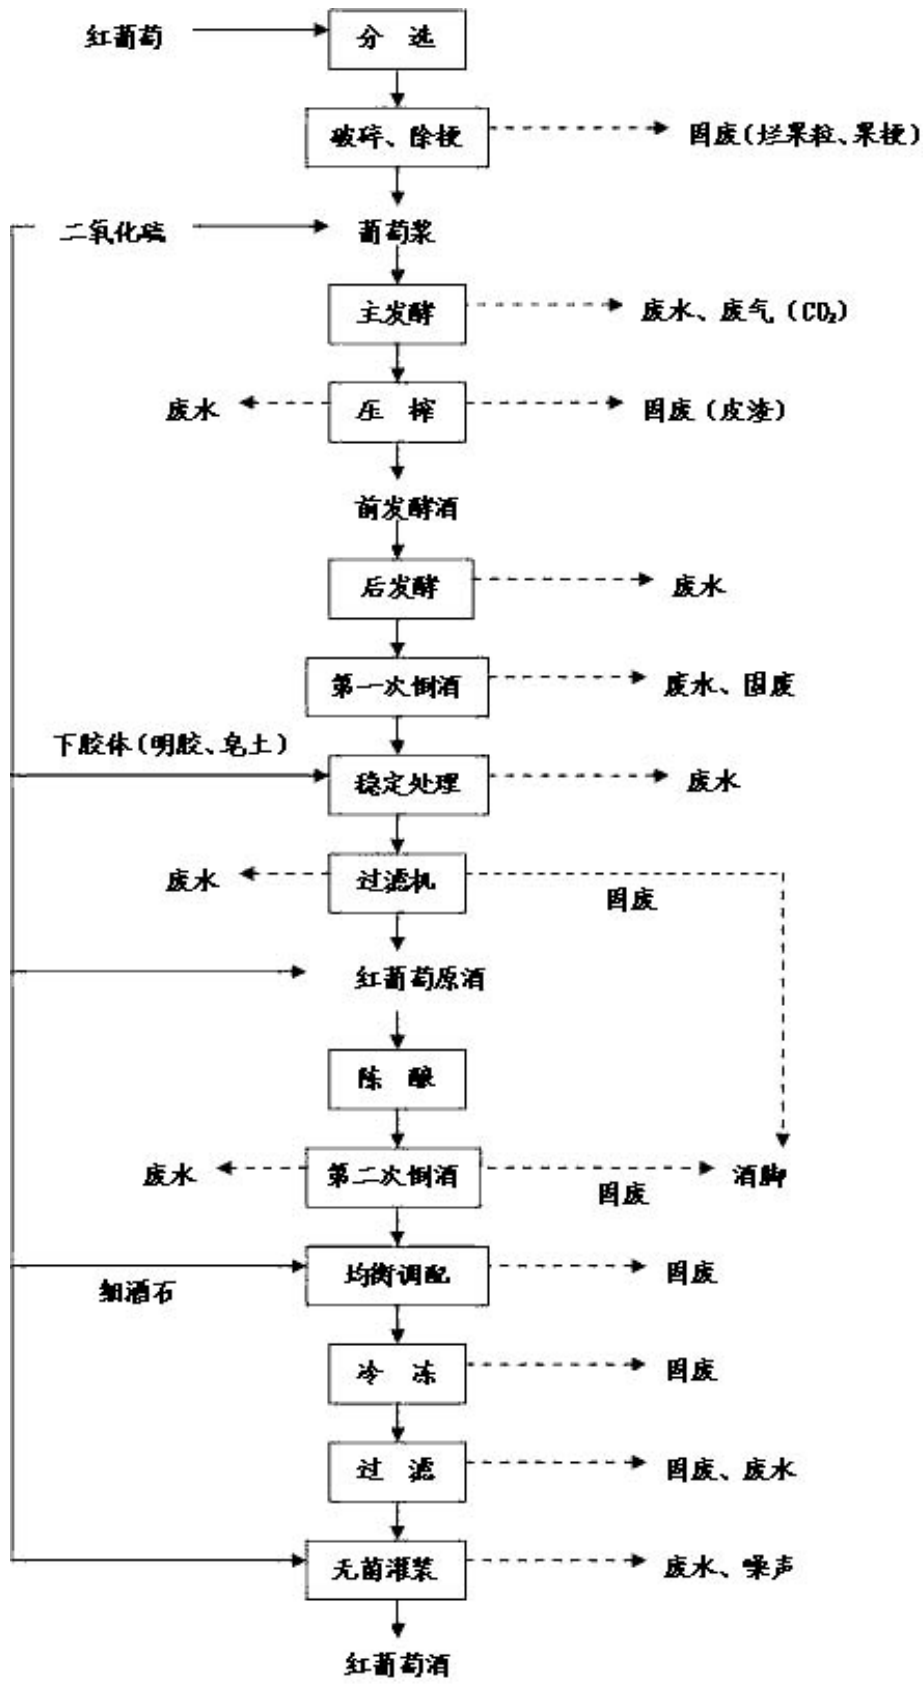 红葡萄
分 选
破碎、除梗
固废(烂果粒、果梗)
二氧化硫
葡萄浆
主发酵
废水、废气(CO₂)
废水
压 榨
固废(皮渣)
前发酵酒
后发酵
废水
第一次倒酒
废水、固废
下胶体(明胶、皂土)
稳定处理
废水
废水
过滤机
固废
红葡萄原酒
陈 酿
废水
第二次倒酒
固废
酒脚
细酒石
均衡调配
固废
冷 冻
固废
过 滤
固废、废水
无菌灌装
废水、噪声
红葡萄酒